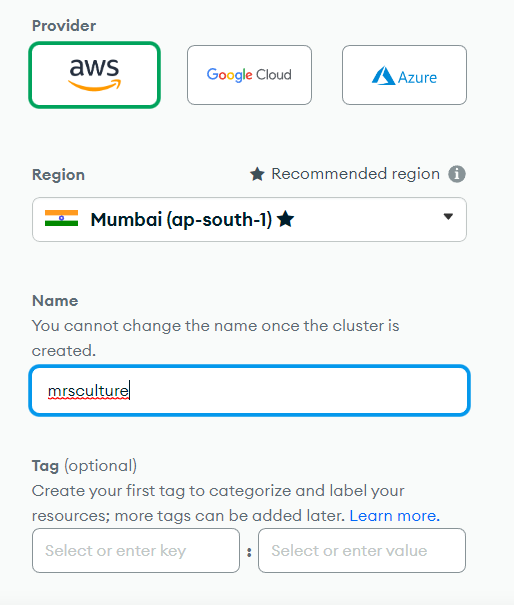 Provider
aws
Google Cloud
Azure
Region
Recommended region
Mumbai (ap-south-1)
Name
You cannot change the name once the cluster is
created.
mrsculture
Tag (optional)
Create your first tag to categorize and label your
resources; more tags can be added later. Learn more.
Select or enter key : Select or enter value